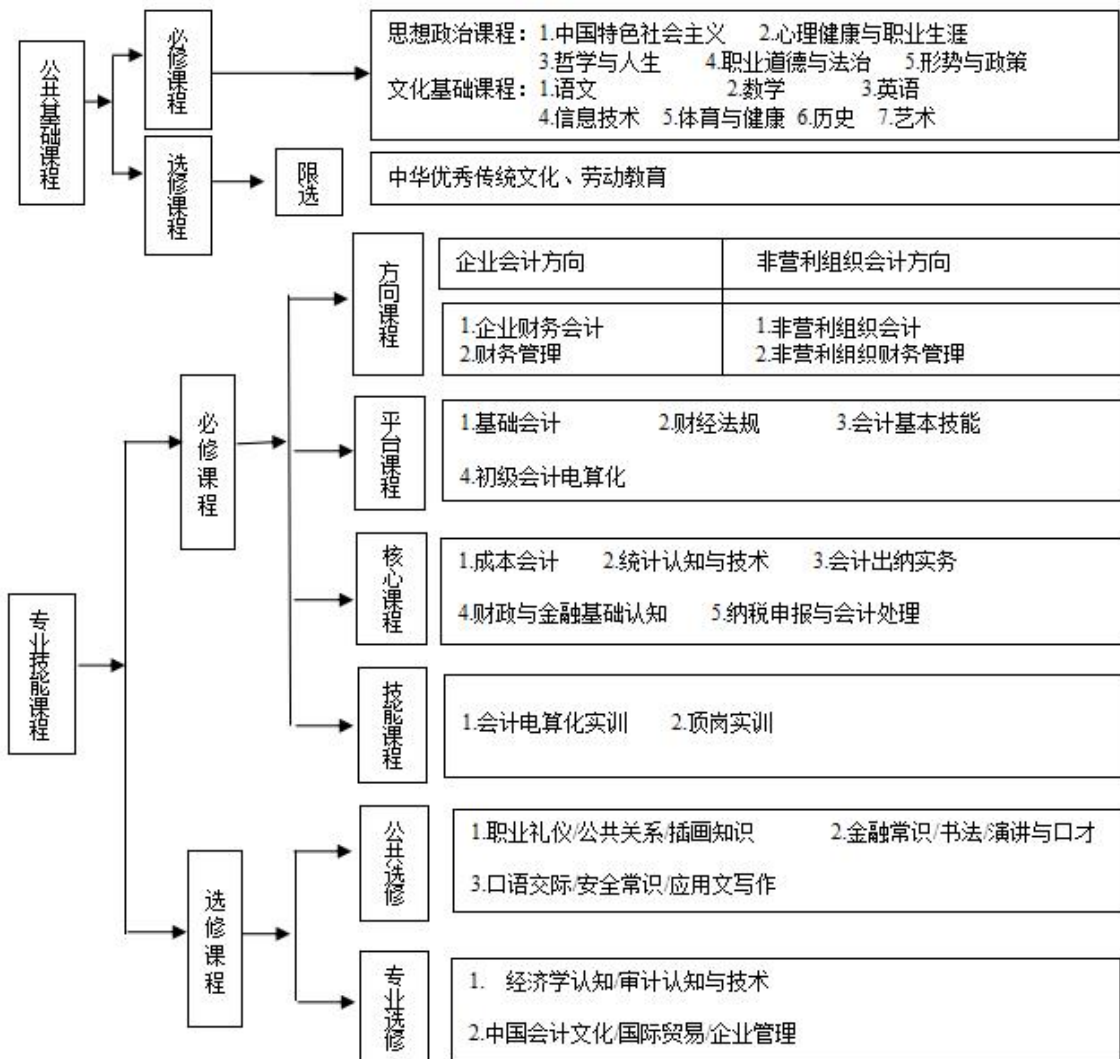 公共基础课程
必修课程
思想政治课程：1.中国特色社会主义 2.心理健康与职业生涯
3.哲学与人生 4.职业道德与法治 5.形势与政策
文化基础课程：1.语文 2.数学 3.英语
4.信息技术 5.体育与健康 6.历史 7.艺术
选修课程
限选
中华优秀传统文化、劳动教育
专业技能课程
必修课程
方向课程
企业会计方向 非营利组织会计方向
1.企业财务会计 1.非营利组织会计
2.财务管理 2.非营利组织财务管理
平台课程
1.基础会计 2.财经法规 3.会计基本技能
4.初级会计电算化
核心课程
1.成本会计 2.统计认知与技术 3.会计出纳实务
4.财政与金融基础认知 5.纳税申报与会计处理
技能课程
1.会计电算化实训 2.顶岗实训
选修课程
公共选修
1.职业礼仪/公共关系/插画知识 2.金融常识/书法/演讲与口才
3.口语交际/安全常识/应用文写作
专业选修
1. 经济学认知/审计认知与技术
2.中国会计文化/国际贸易/企业管理